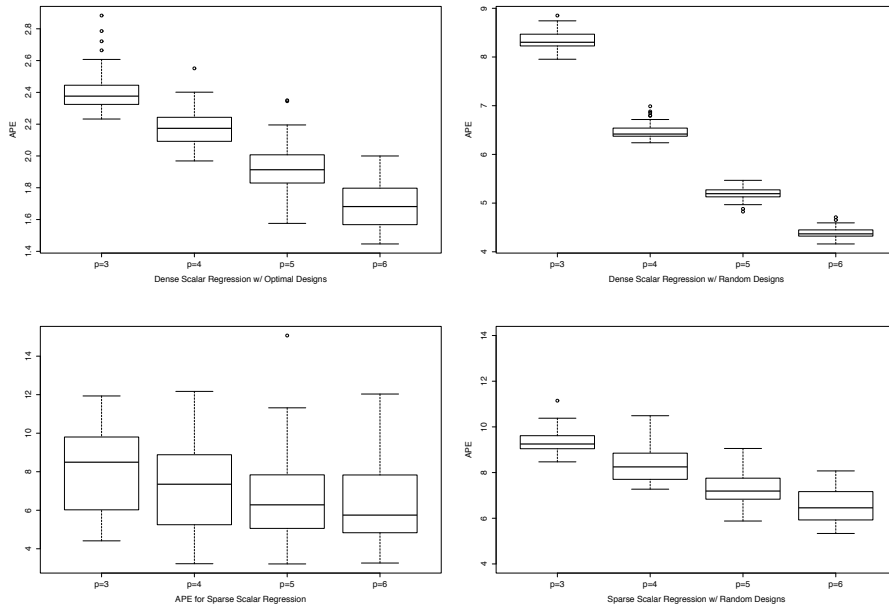 2.8
2.6
2.4
2.2
2.0
1.8
1.6
1.4
APE
p=3 p=4 p=5 p=6
Dense Scalar Regression w/ Optimal Designs
9
8
7
6
5
4
APE
p=3 p=4 p=5 p=6
Dense Scalar Regression w/ Random Designs
14
12
10
8
6
4
p=3 p=4 p=5 p=6
APE for Sparse Scalar Regression
14
12
10
8
6
4
APE
p=3 p=4 p=5 p=6
Sparse Scalar Regression w/ Random Designs